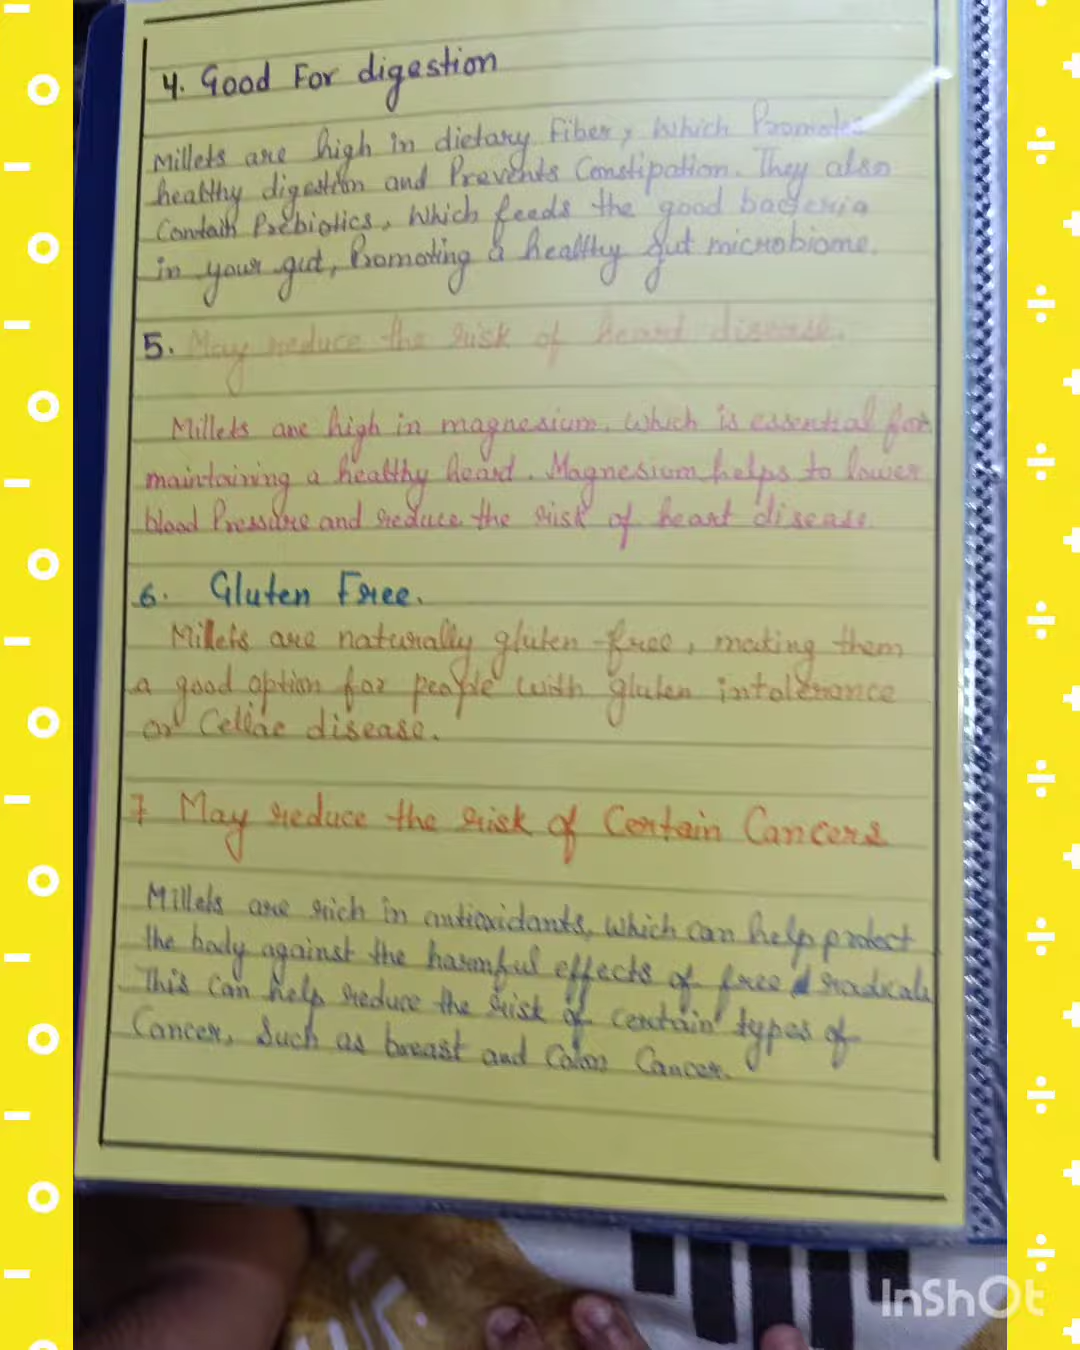 4. Good For digestion
Millets are high in dietary Fiber, Which Promotes
healthy digestion and Prevents Constipation. They also
Contain Prebiotics, Which feeds the good bacteria
in your gut, Promoting a healthy gut microbiome.
5. May reduce the risk of heart disease.
Millets are high in magnesium, which is essential for
maintaining a healthy heard. Magnesium helps to lower
blood Pressure and reduce the risk of heart disease
6. Gluten Free.
Millets are naturally gluten-free, making them
a good option for people with gluten intolerance
or Celiac disease.
7 May reduce the risk of Certain Cancers
Millets are rich in antioxidants, Which can help protect
the body against the harmful effects of free radicals
This can help reduce the risk of certain types of
Cancer, Such as breast and Colon Cancer.
InShOt